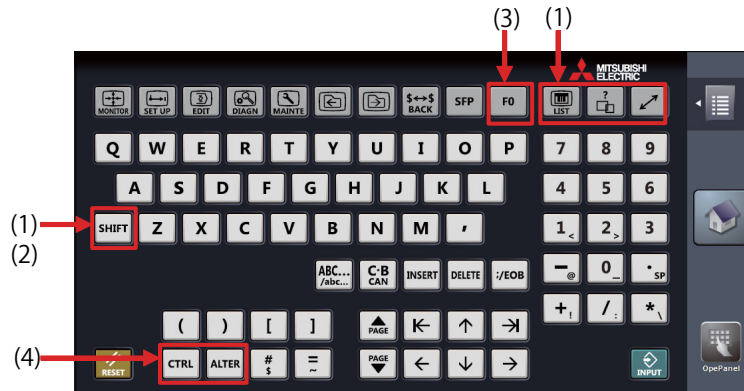 (3) (1)
MITSUBISHI
ELECTRIC
MONITOR SET UP EDIT DIAGN MAINTE $↔$ BACK SFP F0 LIST ?
Q W E R T Y U I O P 7 8 9
A S D F G H J K L 4 5 6
(1) SHIFT Z X C V B N M ′ 1 < 2 > 3
(2)
ABC... /abc... C·B CAN INSERT DELETE ;/EOB − @ 0 _ · SP
( ) [ ] PAGE + ! / : * \
(4) RESET CTRL ALTER # $ = ~ PAGE INPUT OpePanel